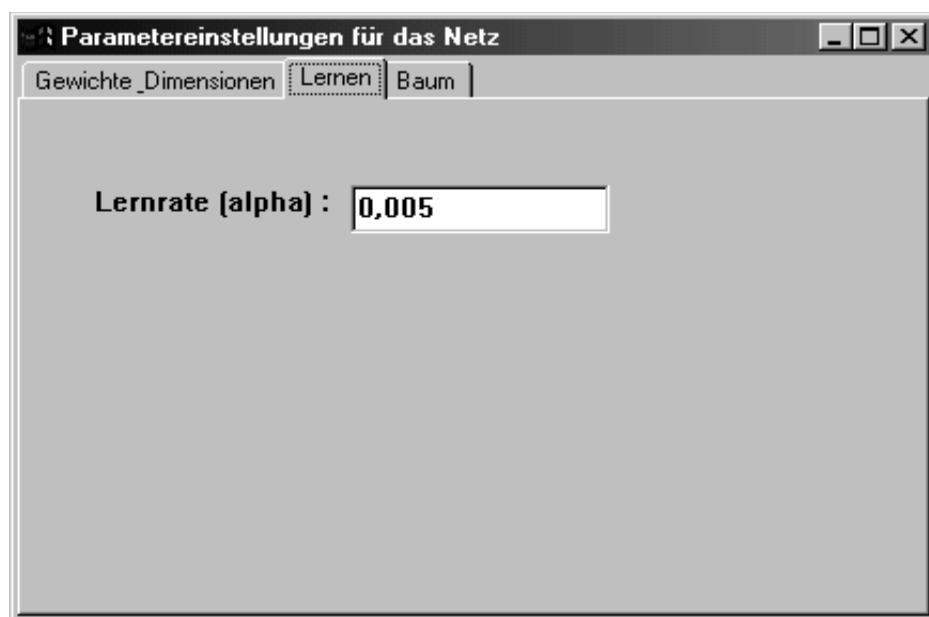 Parametereinstellungen für das Netz
Gewichte_Dimensionen Lernen Baum
Lernrate (alpha) : 0,005